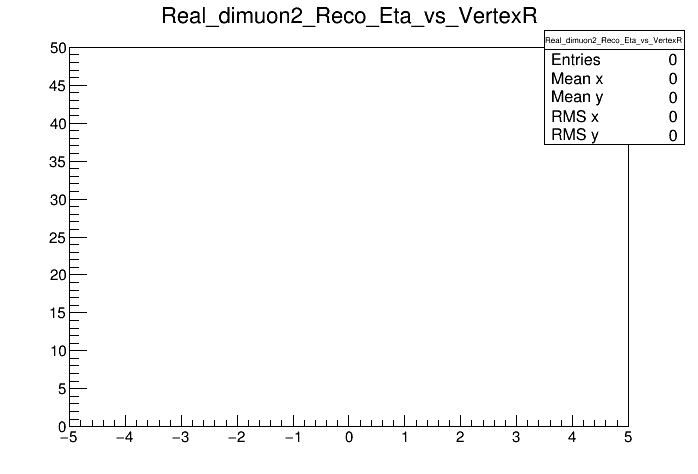 Real_dimuon2_Reco_Eta_vs_VertexR
Real_dimuon2_Reco_Eta_vs_VertexR
Entries 0
Mean x 0
Mean y 0
RMS x 0
RMS y 0
50
45
40
35
30
25
20
15
10
5
0
−5 −4 −3 −2 −1 0 1 2 3 4 5